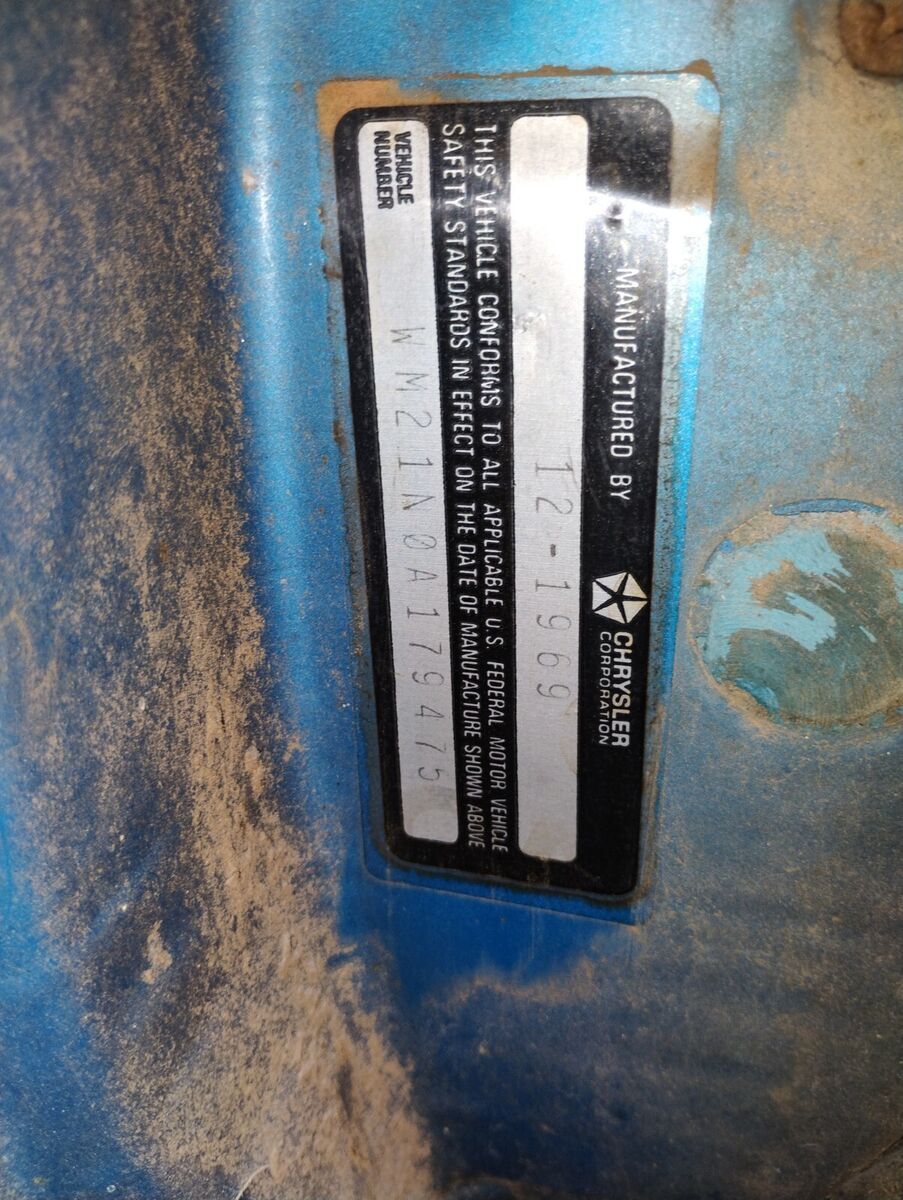 MANUFACTURED BY CHRYSLER
CORPORATION
12-1969
THIS VEHICLE CONFORMS TO ALL APPLICABLE U.S. FEDERAL MOTOR VEHICLE
SAFETY STANDARDS IN EFFECT ON THE DATE OF MANUFACTURE SHOWN ABOVE
VEHICLE
NUMBER
WM21N0A179475